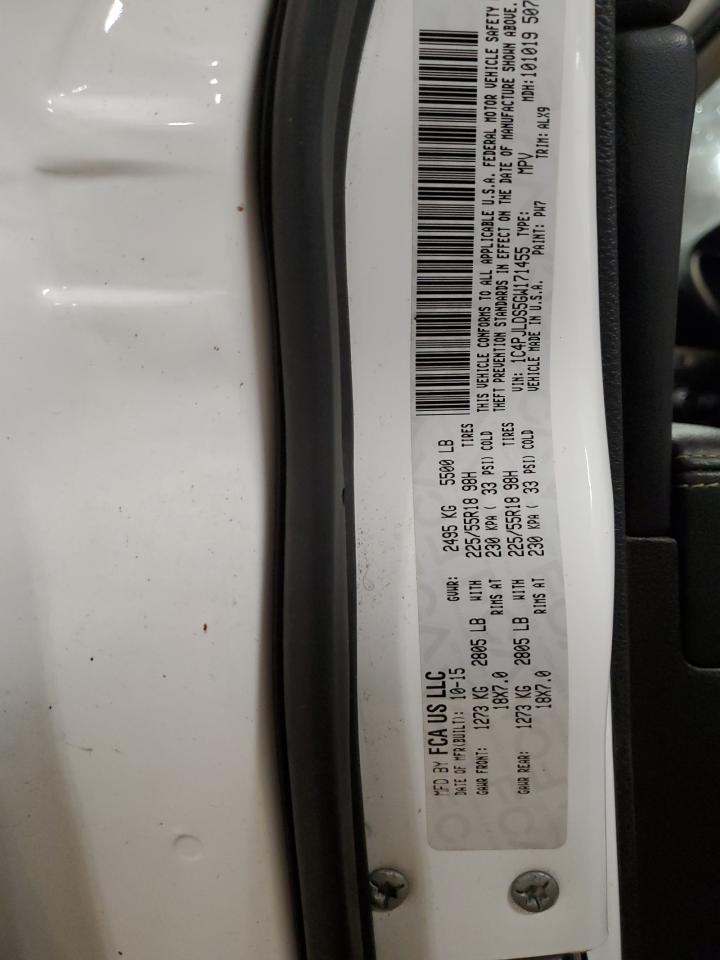 MFD BY FCA US LLC
DATE OF MFR(BUILT): 10-15 GVWR: 2495 KG 5500 LB
GAWR FRONT: 1273 KG 2805 LB WITH 225/55R18 98H TIRES
18X7.0 RIMS AT 230 KPA ( 33 PSI) COLD
GAWR REAR: 1273 KG 2805 LB WITH 225/55R18 98H TIRES
18X7.0 RIMS AT 230 KPA ( 33 PSI) COLD
THIS VEHICLE CONFORMS TO ALL APPLICABLE U.S.A. FEDERAL MOTOR VEHICLE SAFETY
THEFT PREVENTION STANDARDS IN EFFECT ON THE DATE OF MANUFACTURE SHOWN ABOVE.
VIN: 1C4PJLDS5GW171455 TYPE: MPV MDH: 101019 507
VEHICLE MADE IN U.S.A. PAINT: PW7 TRIM: ALX9